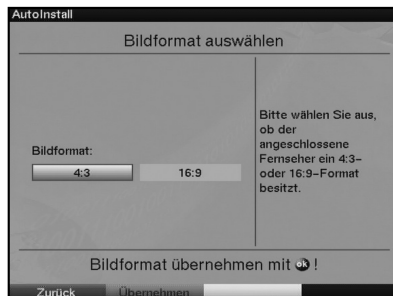 AutoInstall
Bildformat auswählen
Bildformat:
4:3
16:9
Bitte wählen Sie aus,
ob der
angeschlossene
Fernseher ein 4:3-
oder 16:9-Format
besitzt.
Bildformat übernehmen mit ok !
Zurück
Übernehmen